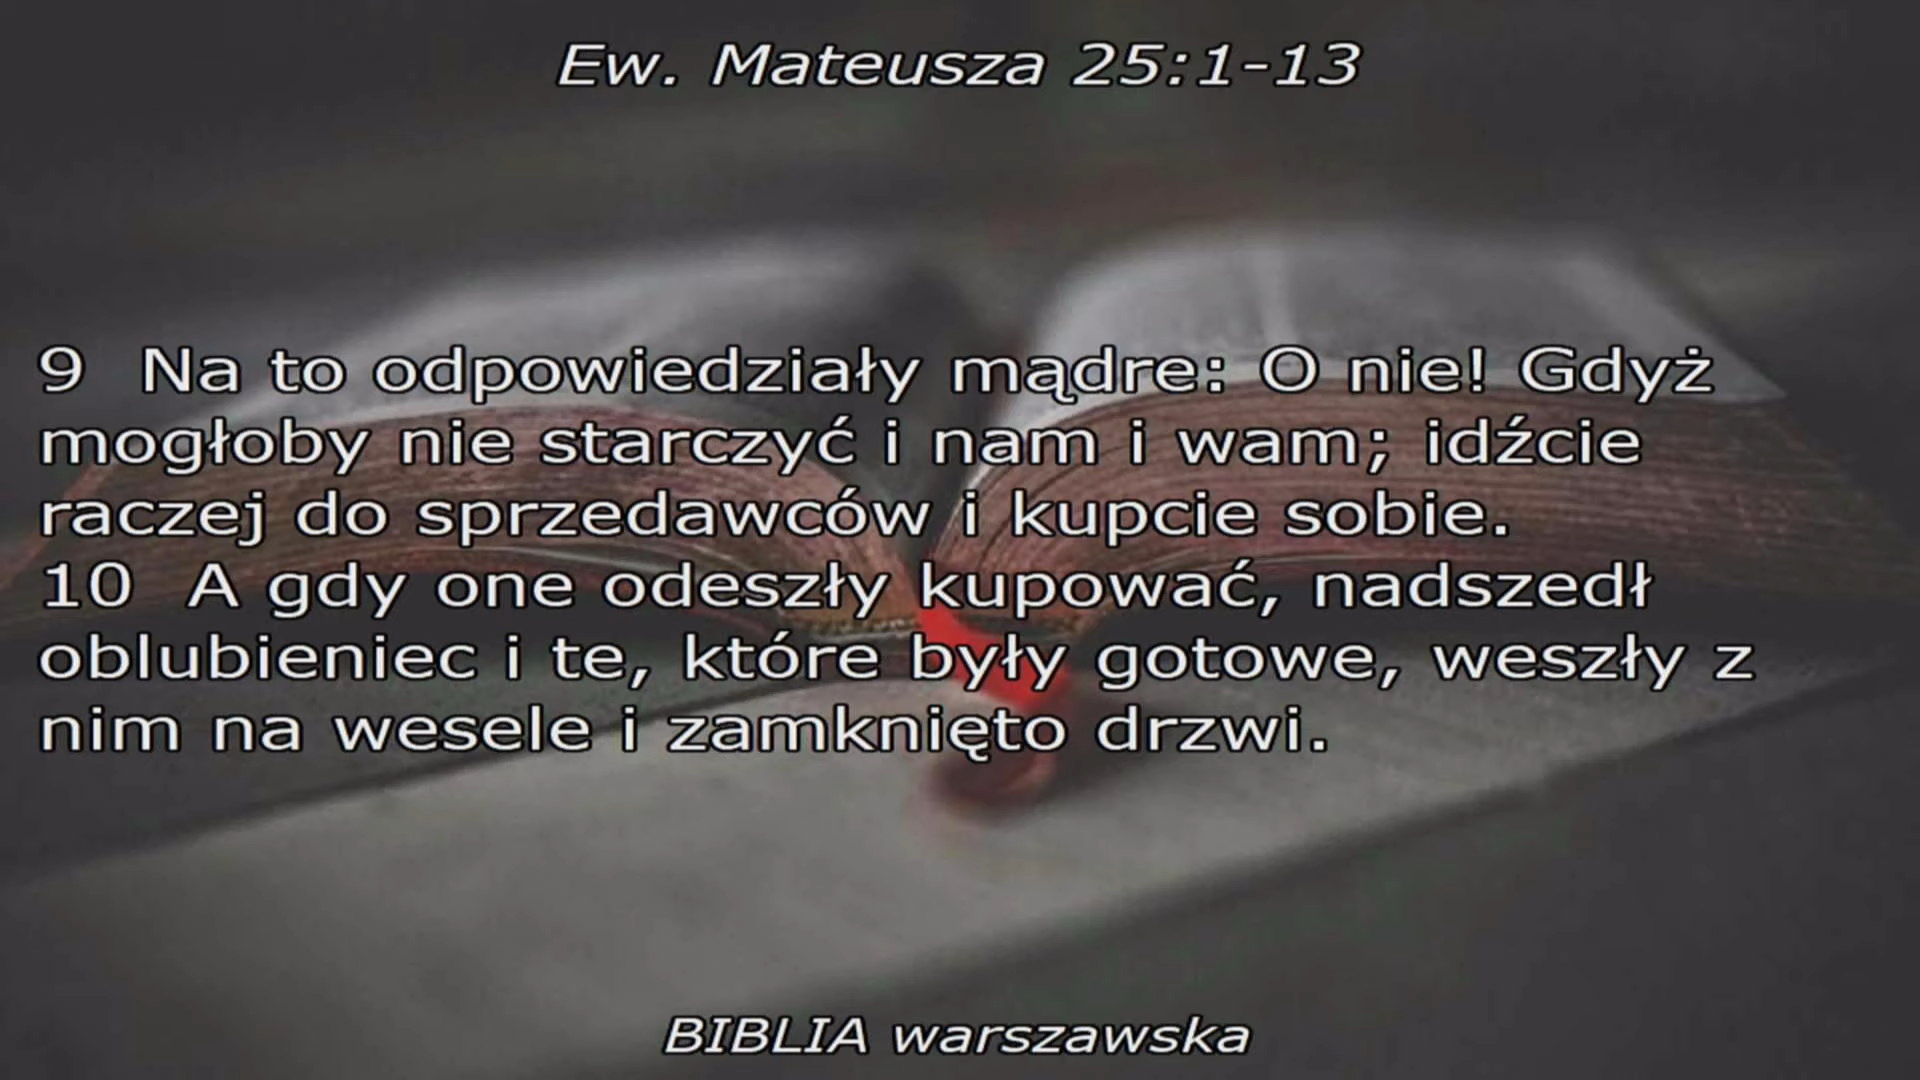 Ew. Mateusza 25:1-13
9 Na to odpowiedziały mądre: O nie! Gdyż
mogłoby nie starczyć i nam i wam; idźcie
raczej do sprzedawców i kupcie sobie.
10 A gdy one odeszły kupować, nadszedł
oblubieniec i te, które były gotowe, weszły z
nim na wesele i zamknięto drzwi.
BIBLIA warszawska